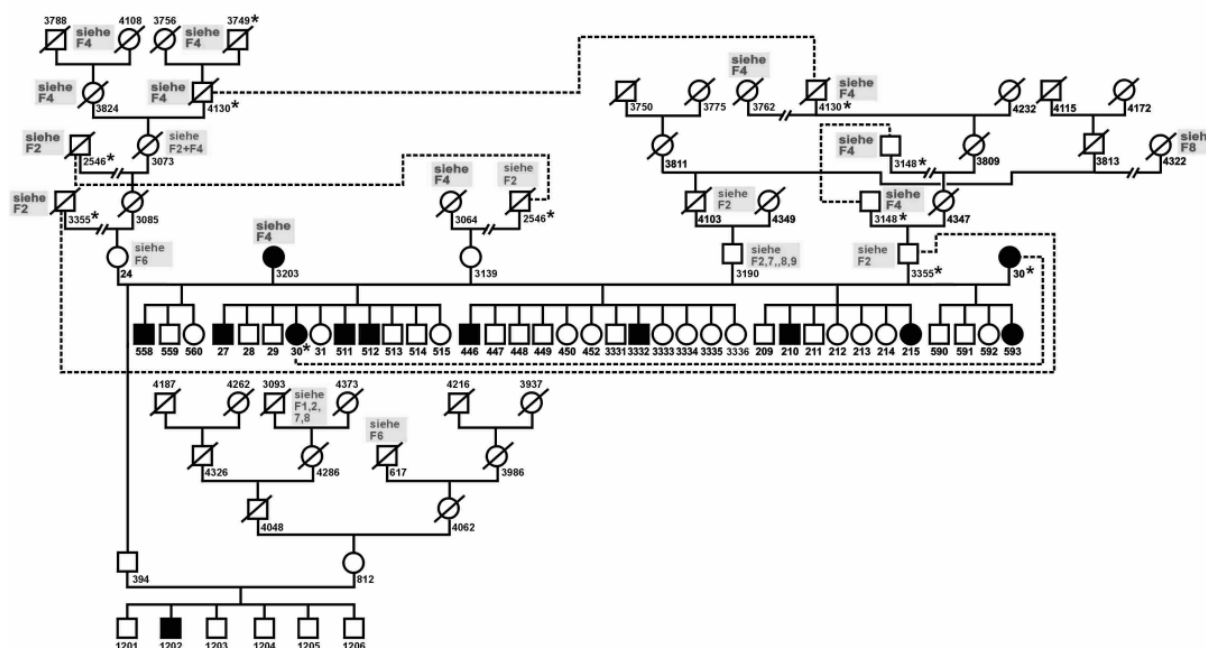 3788 4108 3756 3749*
siehe F4
siehe F4
siehe F4
3824
siehe F4
4130*
siehe F2
2546*
3073
siehe F2+F4
siehe F2
3355*
3085
siehe F6
24
siehe F4
3203
siehe F4
3064
siehe F2
2546*
3139
3750
3775
siehe F4
3762
siehe F4
4130*
4232
4115
4172
3811
siehe F4
3148*
3809
3813
4322
siehe F8
4103
siehe F2
4349
3148*
siehe F4
4347
3190
siehe F2,7,,8,9
siehe F2
3355*
30*
558 559 560 27 28 29 30* 31 511 512 513 514 515 446 447 448 449 450 452 3331 3332 3333 3334 3335 3336 209 210 211 212 213 214 215 590 591 592 593
4187 4262 3093 4373 4216 3937
siehe F1,2, 7,8
siehe F6
4326
4286
617
3986
4048
4062
394
812
1201 1202 1203 1204 1205 1206